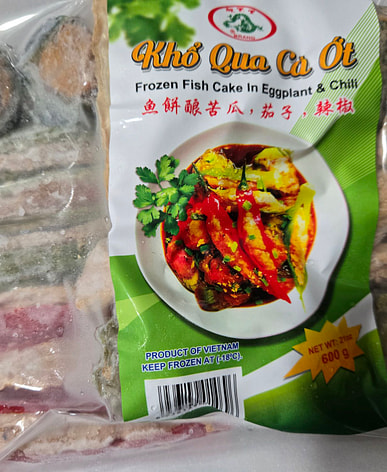 BRAND
Khổ Qua Cà Ớt
Frozen Fish Cake In Eggplant & Chili
魚餅釀苦瓜，茄子，辣椒
PRODUCT OF VIETNAM
KEEP FROZEN AT (-18°C).
NET WT: 21oz
600 g